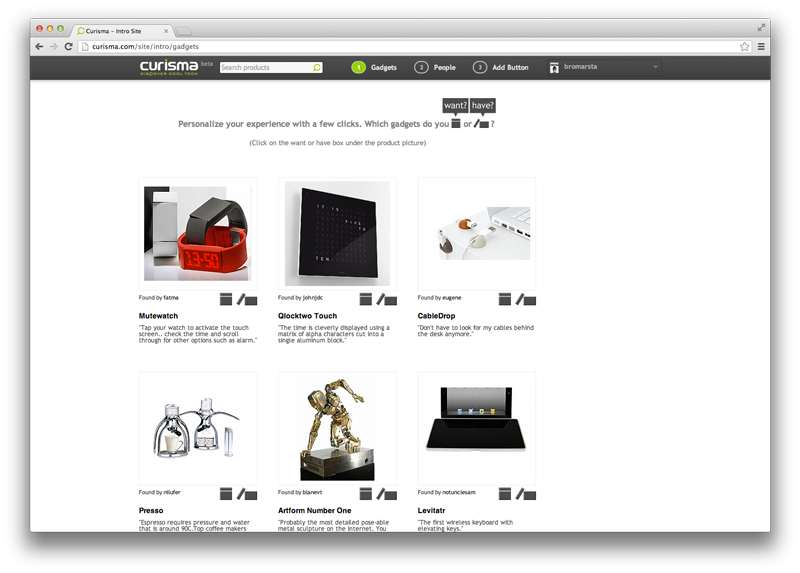 Curisma - Intro Site
curisma.com/site/intro/gadgets
curisma beta
DISCOVER COOL TECH
Search products
1 Gadgets
2 People
3 Add Button
bromarsta
want? have?
Personalize your experience with a few clicks. Which gadgets do you or ?
(Click on the want or have box under the product picture)
13:50
IT IS
FIVE
TO
TEN
Found by fatma
Mutewatch
"Tap your watch to activate the touch
screen.. check the time and scroll
through for other options such as alarm."
Found by johnjdc
Qlocktwo Touch
"The time is cleverly displayed using a
matrix of alpha characters cut into a
single aluminum block."
Found by eugene
CableDrop
"Don't have to look for my cables behind
the desk anymore."
Found by nilufer
Presso
"Espresso requires pressure and water
that is around 90C.Top coffee makers
Found by blanevt
Artform Number One
"Probably the most detailed pose-able
metal sculpture on the internet. You
Found by notunclesam
Levitatr
"The first wireless keyboard with
elevating keys."